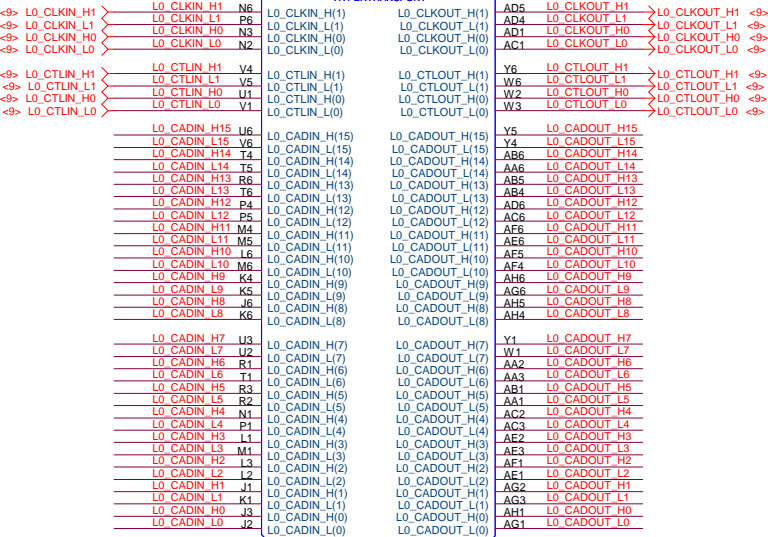 <9> L0_CLKIN_H1 L0_CLKIN_H1 N6 L0_CLKIN_H(1) L0_CLKOUT_H(1) AD5 L0_CLKOUT_H1 L0_CLKOUT_H1 <9>
<9> L0_CLKIN_L1 L0_CLKIN_L1 P6 L0_CLKIN_L(1) L0_CLKOUT_L(1) AD4 L0_CLKOUT_L1 L0_CLKOUT_L1 <9>
<9> L0_CLKIN_H0 L0_CLKIN_H0 N3 L0_CLKIN_H(0) L0_CLKOUT_H(0) AD1 L0_CLKOUT_H0 L0_CLKOUT_H0 <9>
<9> L0_CLKIN_L0 L0_CLKIN_L0 N2 L0_CLKIN_L(0) L0_CLKOUT_L(0) AC1 L0_CLKOUT_L0 L0_CLKOUT_L0 <9>
<9> L0_CTLIN_H1 L0_CTLIN_H1 V4 L0_CTLIN_H(1) L0_CTLOUT_H(1) Y6 L0_CTLOUT_H1 L0_CTLOUT_H1 <9>
<9> L0_CTLIN_L1 L0_CTLIN_L1 V5 L0_CTLIN_L(1) L0_CTLOUT_L(1) W6 L0_CTLOUT_L1 L0_CTLOUT_L1 <9>
<9> L0_CTLIN_H0 L0_CTLIN_H0 U1 L0_CTLIN_H(0) L0_CTLOUT_H(0) W2 L0_CTLOUT_H0 L0_CTLOUT_H0 <9>
<9> L0_CTLIN_L0 L0_CTLIN_L0 V1 L0_CTLIN_L(0) L0_CTLOUT_L(0) W3 L0_CTLOUT_L0 L0_CTLOUT_L0 <9>
L0_CADIN_H15 U6 L0_CADIN_H(15) L0_CADOUT_H(15) Y5 L0_CADOUT_H15
L0_CADIN_L15 V6 L0_CADIN_L(15) L0_CADOUT_L(15) Y4 L0_CADOUT_L15
L0_CADIN_H14 T4 L0_CADIN_H(14) L0_CADOUT_H(14) AB6 L0_CADOUT_H14
L0_CADIN_L14 T5 L0_CADIN_L(14) L0_CADOUT_L(14) AA6 L0_CADOUT_L14
L0_CADIN_H13 R6 L0_CADIN_H(13) L0_CADOUT_H(13) AB5 L0_CADOUT_H13
L0_CADIN_L13 T6 L0_CADIN_L(13) L0_CADOUT_L(13) AB4 L0_CADOUT_L13
L0_CADIN_H12 P4 L0_CADIN_H(12) L0_CADOUT_H(12) AD6 L0_CADOUT_H12
L0_CADIN_L12 P5 L0_CADIN_L(12) L0_CADOUT_L(12) AC6 L0_CADOUT_L12
L0_CADIN_H11 M4 L0_CADIN_H(11) L0_CADOUT_H(11) AF6 L0_CADOUT_H11
L0_CADIN_L11 M5 L0_CADIN_L(11) L0_CADOUT_L(11) AE6 L0_CADOUT_L11
L0_CADIN_H10 L6 L0_CADIN_H(10) L0_CADOUT_H(10) AF5 L0_CADOUT_H10
L0_CADIN_L10 M6 L0_CADIN_L(10) L0_CADOUT_L(10) AF4 L0_CADOUT_L10
L0_CADIN_H9 K4 L0_CADIN_H(9) L0_CADOUT_H(9) AH6 L0_CADOUT_H9
L0_CADIN_L9 K5 L0_CADIN_L(9) L0_CADOUT_L(9) AG6 L0_CADOUT_L9
L0_CADIN_H8 J6 L0_CADIN_H(8) L0_CADOUT_H(8) AH5 L0_CADOUT_H8
L0_CADIN_L8 K6 L0_CADIN_L(8) L0_CADOUT_L(8) AH4 L0_CADOUT_L8
L0_CADIN_H7 U3 L0_CADIN_H(7) L0_CADOUT_H(7) Y1 L0_CADOUT_H7
L0_CADIN_L7 U2 L0_CADIN_L(7) L0_CADOUT_L(7) W1 L0_CADOUT_L7
L0_CADIN_H6 R1 L0_CADIN_H(6) L0_CADOUT_H(6) AA2 L0_CADOUT_H6
L0_CADIN_L6 T1 L0_CADIN_L(6) L0_CADOUT_L(6) AA3 L0_CADOUT_L6
L0_CADIN_H5 R3 L0_CADIN_H(5) L0_CADOUT_H(5) AB1 L0_CADOUT_H5
L0_CADIN_L5 R2 L0_CADIN_L(5) L0_CADOUT_L(5) AA1 L0_CADOUT_L5
L0_CADIN_H4 N1 L0_CADIN_H(4) L0_CADOUT_H(4) AC2 L0_CADOUT_H4
L0_CADIN_L4 P1 L0_CADIN_L(4) L0_CADOUT_L(4) AC3 L0_CADOUT_L4
L0_CADIN_H3 L1 L0_CADIN_H(3) L0_CADOUT_H(3) AE2 L0_CADOUT_H3
L0_CADIN_L3 M1 L0_CADIN_L(3) L0_CADOUT_L(3) AE3 L0_CADOUT_L3
L0_CADIN_H2 L3 L0_CADIN_H(2) L0_CADOUT_H(2) AF1 L0_CADOUT_H2
L0_CADIN_L2 L2 L0_CADIN_L(2) L0_CADOUT_L(2) AE1 L0_CADOUT_L2
L0_CADIN_H1 J1 L0_CADIN_H(1) L0_CADOUT_H(1) AG2 L0_CADOUT_H1
L0_CADIN_L1 K1 L0_CADIN_L(1) L0_CADOUT_L(1) AG3 L0_CADOUT_L1
L0_CADIN_H0 J3 L0_CADIN_H(0) L0_CADOUT_H(0) AH1 L0_CADOUT_H0
L0_CADIN_L0 J2 L0_CADIN_L(0) L0_CADOUT_L(0) AG1 L0_CADOUT_L0